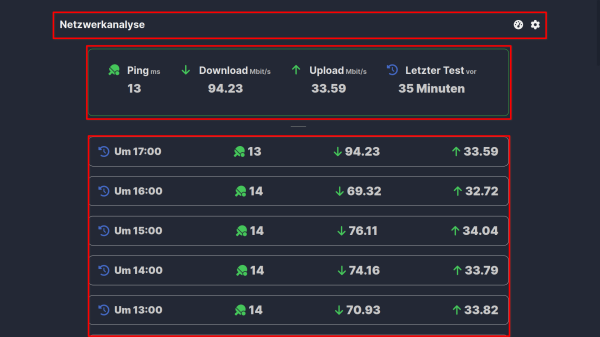 Netzwerkanalyse
Ping ms Download Mbit/s Upload Mbit/s Letzter Test vor
13 94.23 33.59 35 Minuten
Um 17:00 13 94.23 33.59
Um 16:00 14 69.32 32.72
Um 15:00 14 76.11 34.04
Um 14:00 14 74.16 33.79
Um 13:00 14 70.93 33.82